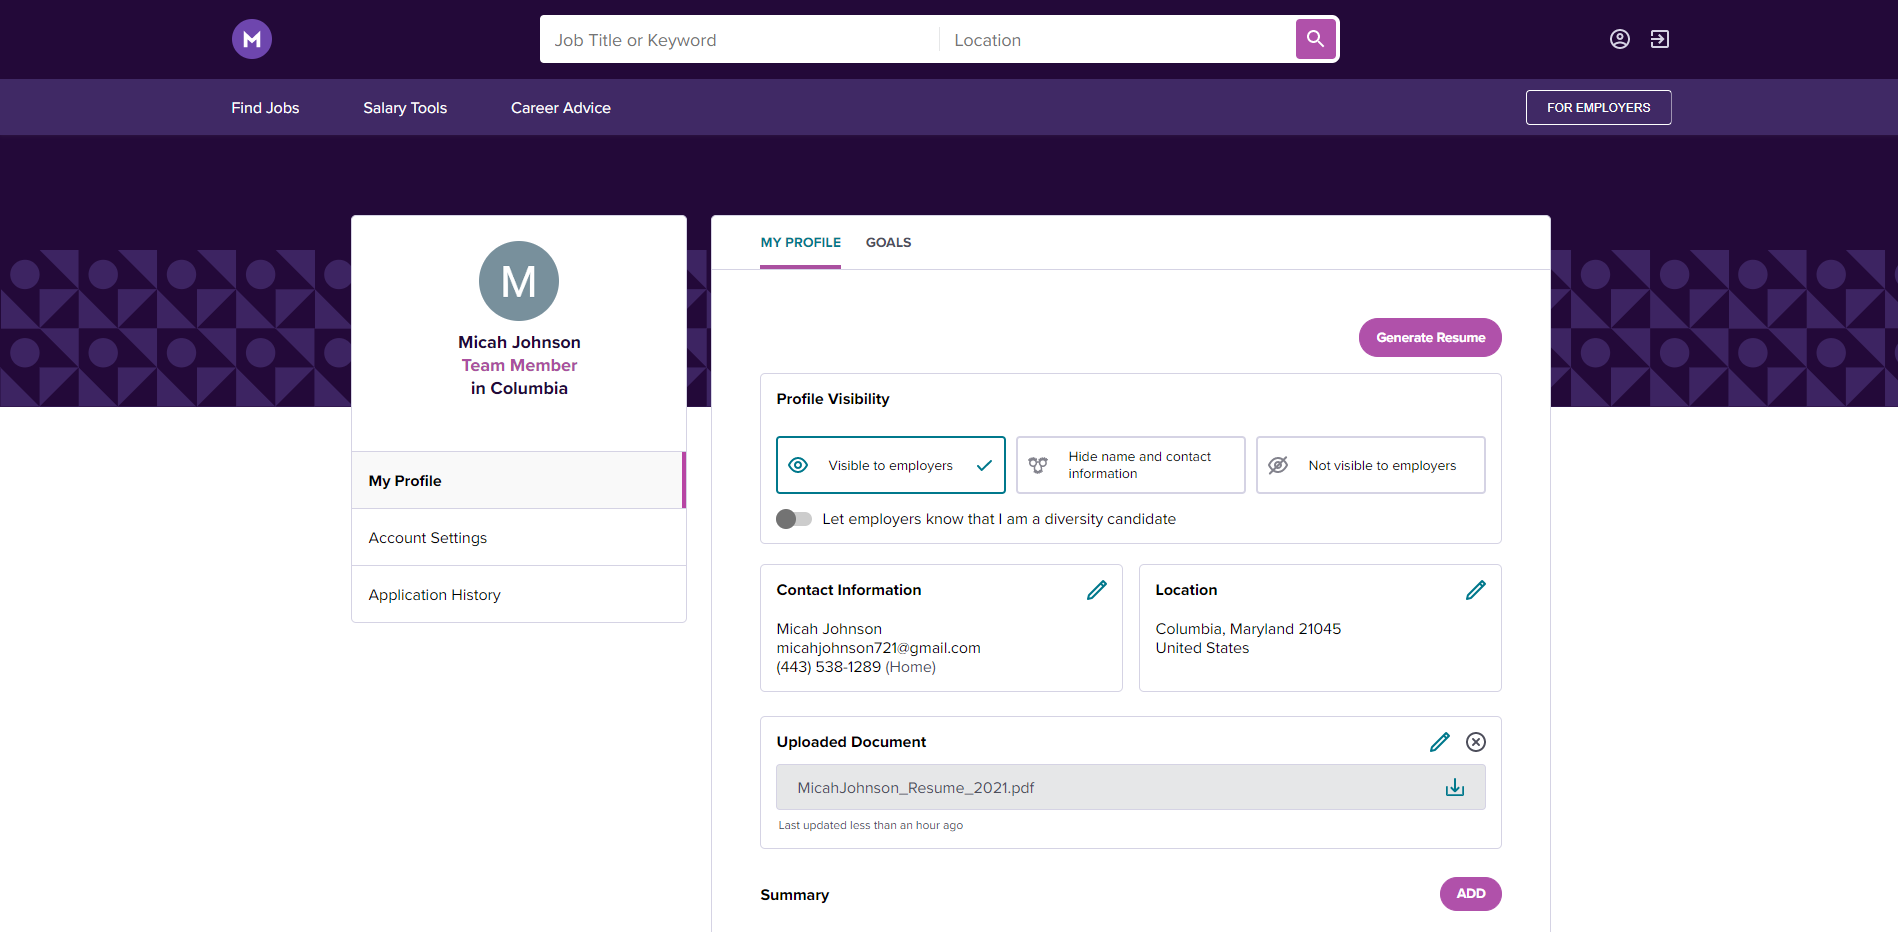 M
Job Title or Keyword
Location
Find Jobs
Salary Tools
Career Advice
FOR EMPLOYERS
M
Micah Johnson
Team Member
in Columbia
My Profile
Account Settings
Application History
MY PROFILE
GOALS
Generate Resume
Profile Visibility
Visible to employers
Hide name and contact
information
Not visible to employers
Let employers know that I am a diversity candidate
Contact Information
Micah Johnson
micahjohnson721@gmail.com
(443) 538-1289 (Home)
Location
Columbia, Maryland 21045
United States
Uploaded Document
MicahJohnson_Resume_2021.pdf
Last updated less than an hour ago
Summary
ADD